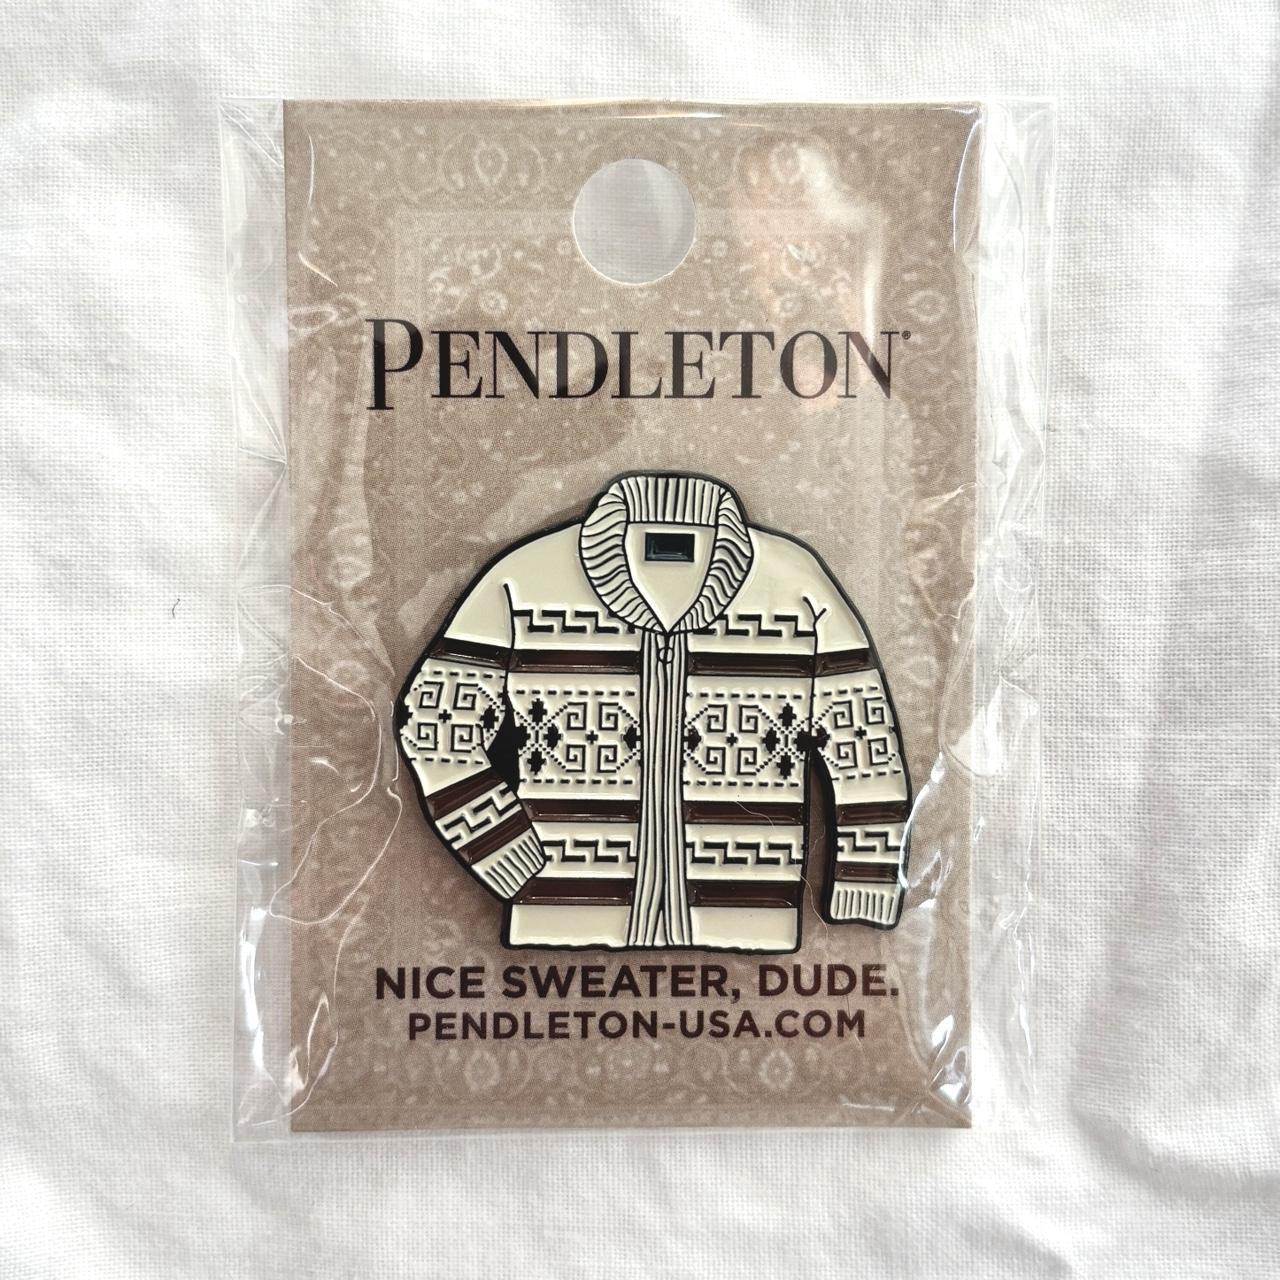 PENDLETON®
NICE SWEATER, DUDE.
PENDLETON-USA.COM